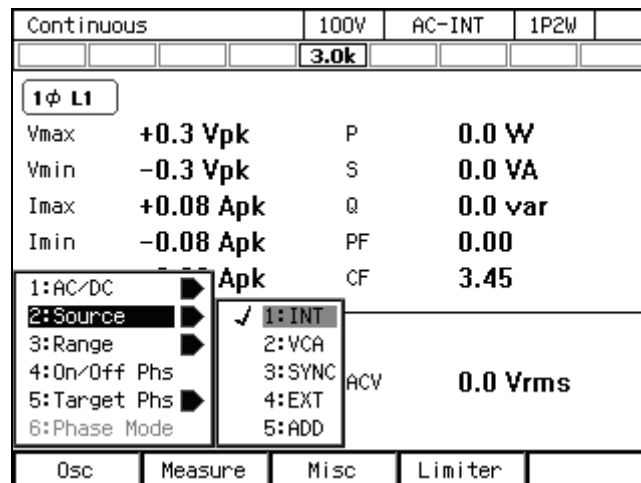 Continuous 100V AC-INT 1P2W
3.0k
1ϕ L1
Vmax +0.3 Vpk P 0.0 W
Vmin -0.3 Vpk S 0.0 VA
Imax +0.08 Apk Q 0.0 var
Imin -0.08 Apk PF 0.00
Apk CF 3.45
1:AC/DC
2:Source
3:Range
4:On/Off Phs
5:Target Phs
6:Phase Mode
✓ 1:INT
2:VCA
3:SYNC
4:EXT
5:ADD
ACV 0.0 Vrms
Osc Measure Misc Limiter